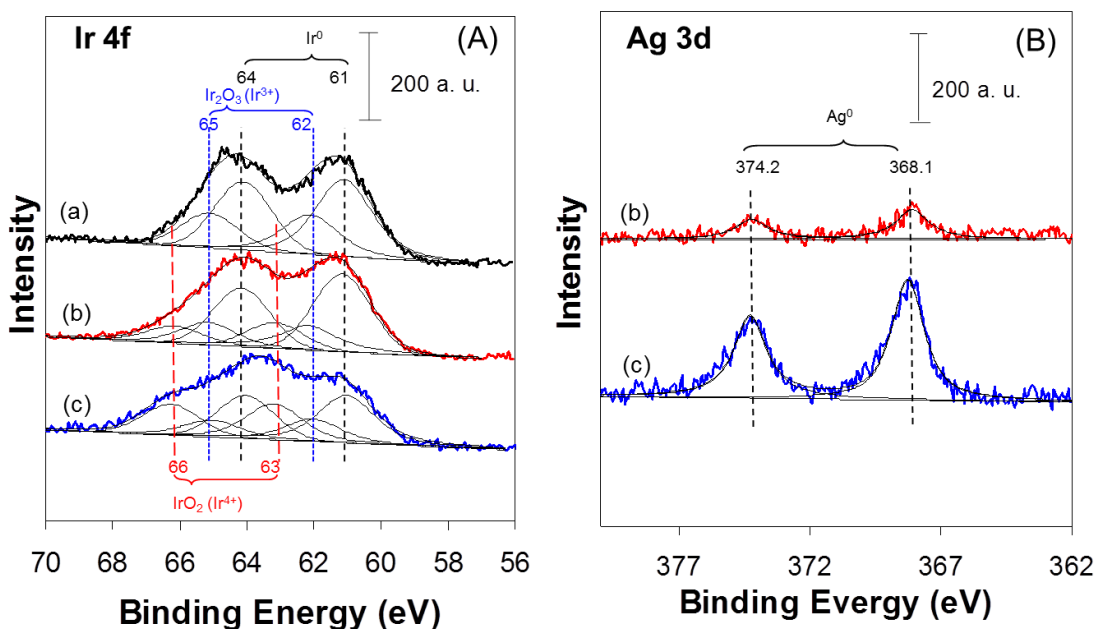 Ir 4f
(A)
Ir⁰
64
61
200 a. u.
Ir₂O₃ (Ir³⁺)
65
62
(a)
(b)
(c)
66
63
IrO₂ (Ir⁴⁺)
Intensity
70 68 66 64 62 60 58 56
Binding Energy (eV)
Ag 3d
(B)
200 a. u.
Ag⁰
374.2
368.1
(b)
(c)
Intensity
377 372 367 362
Binding Evergy (eV)